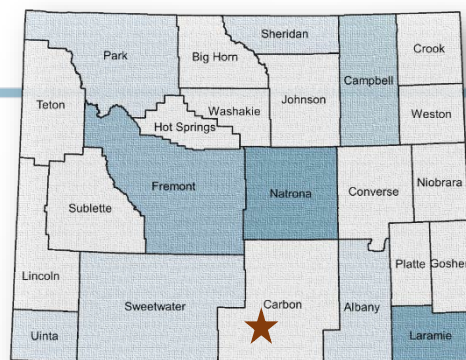 Sheridan
Crook
Park
Big Horn
Campbell
Teton
Johnson
Washakie
Weston
Hot Springs
Fremont
Natrona
Converse
Niobrara
Sublette
Platte
Goshen
Lincoln
Sweetwater
Carbon
Albany
Uinta
Laramie